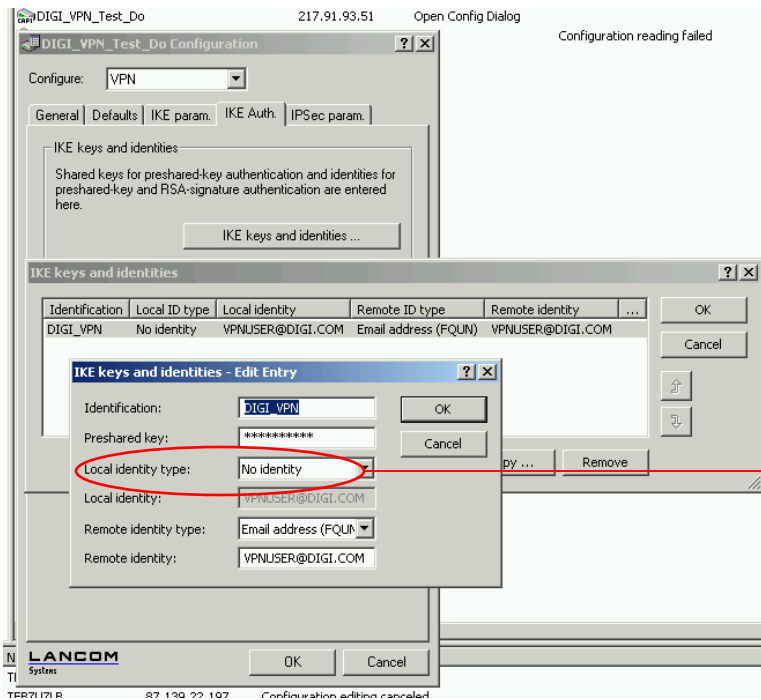 DIGI_VPN_Test_Do 217.91.93.51 Open Config Dialog
Configuration reading failed
DIGI_VPN_Test_Do Configuration
Configure: VPN
General Defaults IKE param. IKE Auth. IPSec param.
IKE keys and identities
Shared keys for preshared-key authentication and identities for
preshared-key and RSA-signature authentication are entered
here.
IKE keys and identities ...
IKE keys and identities
Identification Local ID type Local identity Remote ID type Remote identity ... OK
DIGI_VPN No identity VPNUSER@DIGI.COM Email address (FQUN) VPNUSER@DIGI.COM
Cancel
IKE keys and identities - Edit Entry
Identification: DIGI_VPN OK
Preshared key: ********** Cancel
Local identity type: No identity
py ... Remove
Local identity: VPNUSER@DIGI.COM
Remote identity type: Email address (FQUN
Remote identity: VPNUSER@DIGI.COM
LANCOM
Systems
OK Cancel
87.139.22.197 Configuration editing canceled